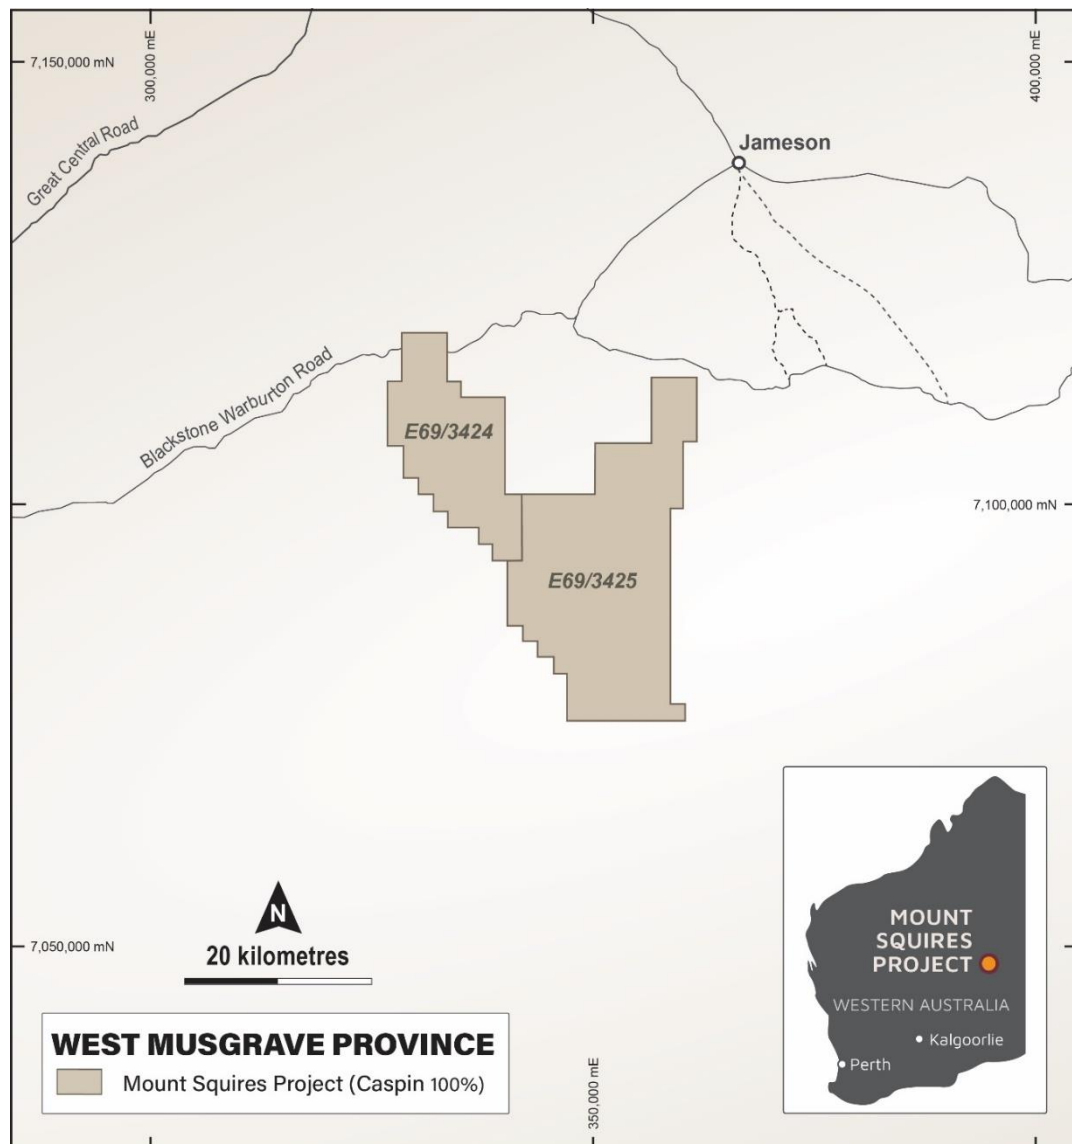 300,000 mE
400,000 mE
7,150,000 mN
Great Central Road
Jameson
Blackstone Warburton Road
E69/3424
7,100,000 mN
E69/3425
N
20 kilometres
7,050,000 mN
350,000 mE
WEST MUSGRAVE PROVINCE
Mount Squires Project (Caspin 100%)
MOUNT
SQUIRES
PROJECT
WESTERN AUSTRALIA
Kalgoorlie
Perth